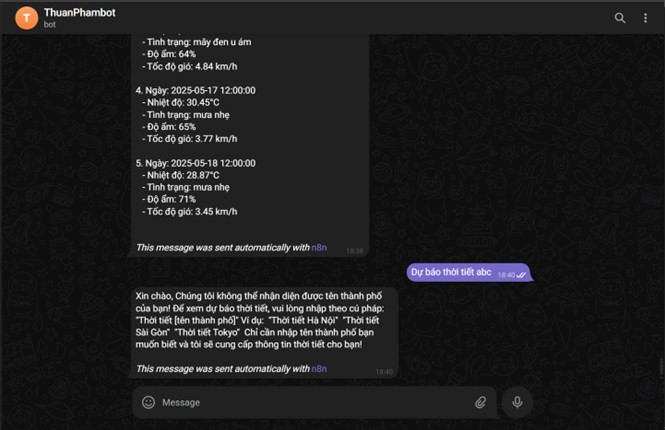 T
ThuanPhambot
bot
- Tình trạng: mây đen u ám
- Độ ẩm: 64%
- Tốc độ gió: 4.84 km/h
4. Ngày: 2025-05-17 12:00:00
- Nhiệt độ: 30.45°C
- Tình trạng: mưa nhẹ
- Độ ẩm: 65%
- Tốc độ gió: 3.77 km/h
5. Ngày: 2025-05-18 12:00:00
- Nhiệt độ: 28.87°C
- Tình trạng: mưa nhẹ
- Độ ẩm: 71%
- Tốc độ gió: 3.45 km/h
This message was sent automatically with n8n 18:38
Dự báo thời tiết abc 18:40
Xin chào, Chúng tôi không thể nhận diện được tên thành phố
của bạn! Để xem dự báo thời tiết, vui lòng nhập theo cú pháp:
"Thời tiết [tên thành phố]" Ví dụ: "Thời tiết Hà Nội" "Thời tiết
Sài Gòn" "Thời tiết Tokyo" Chỉ cần nhập tên thành phố bạn
muốn biết và tôi sẽ cung cấp thông tin thời tiết cho bạn!
This message was sent automatically with n8n 18:40
Message